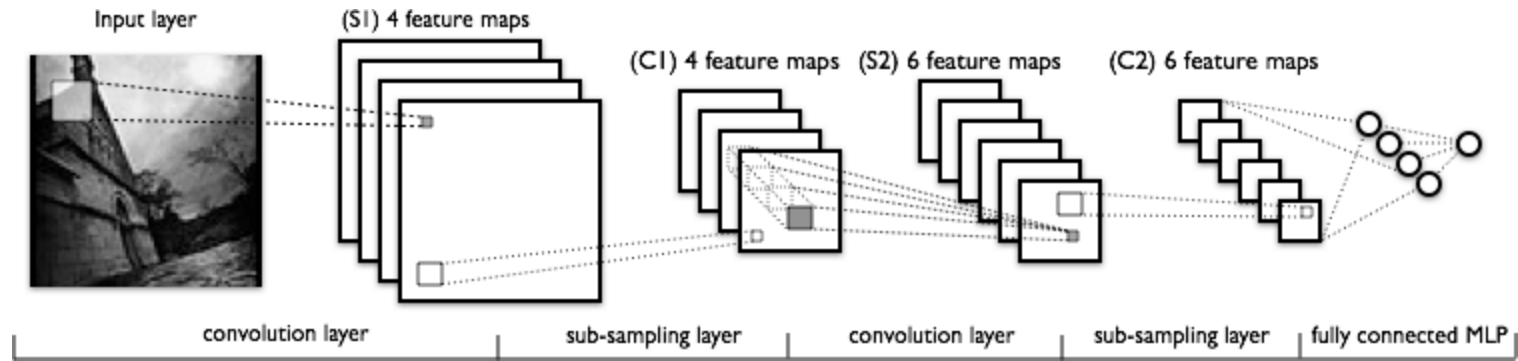 Input layer
(S1) 4 feature maps
(C1) 4 feature maps
(S2) 6 feature maps
(C2) 6 feature maps
convolution layer
sub-sampling layer
convolution layer
sub-sampling layer
fully connected MLP